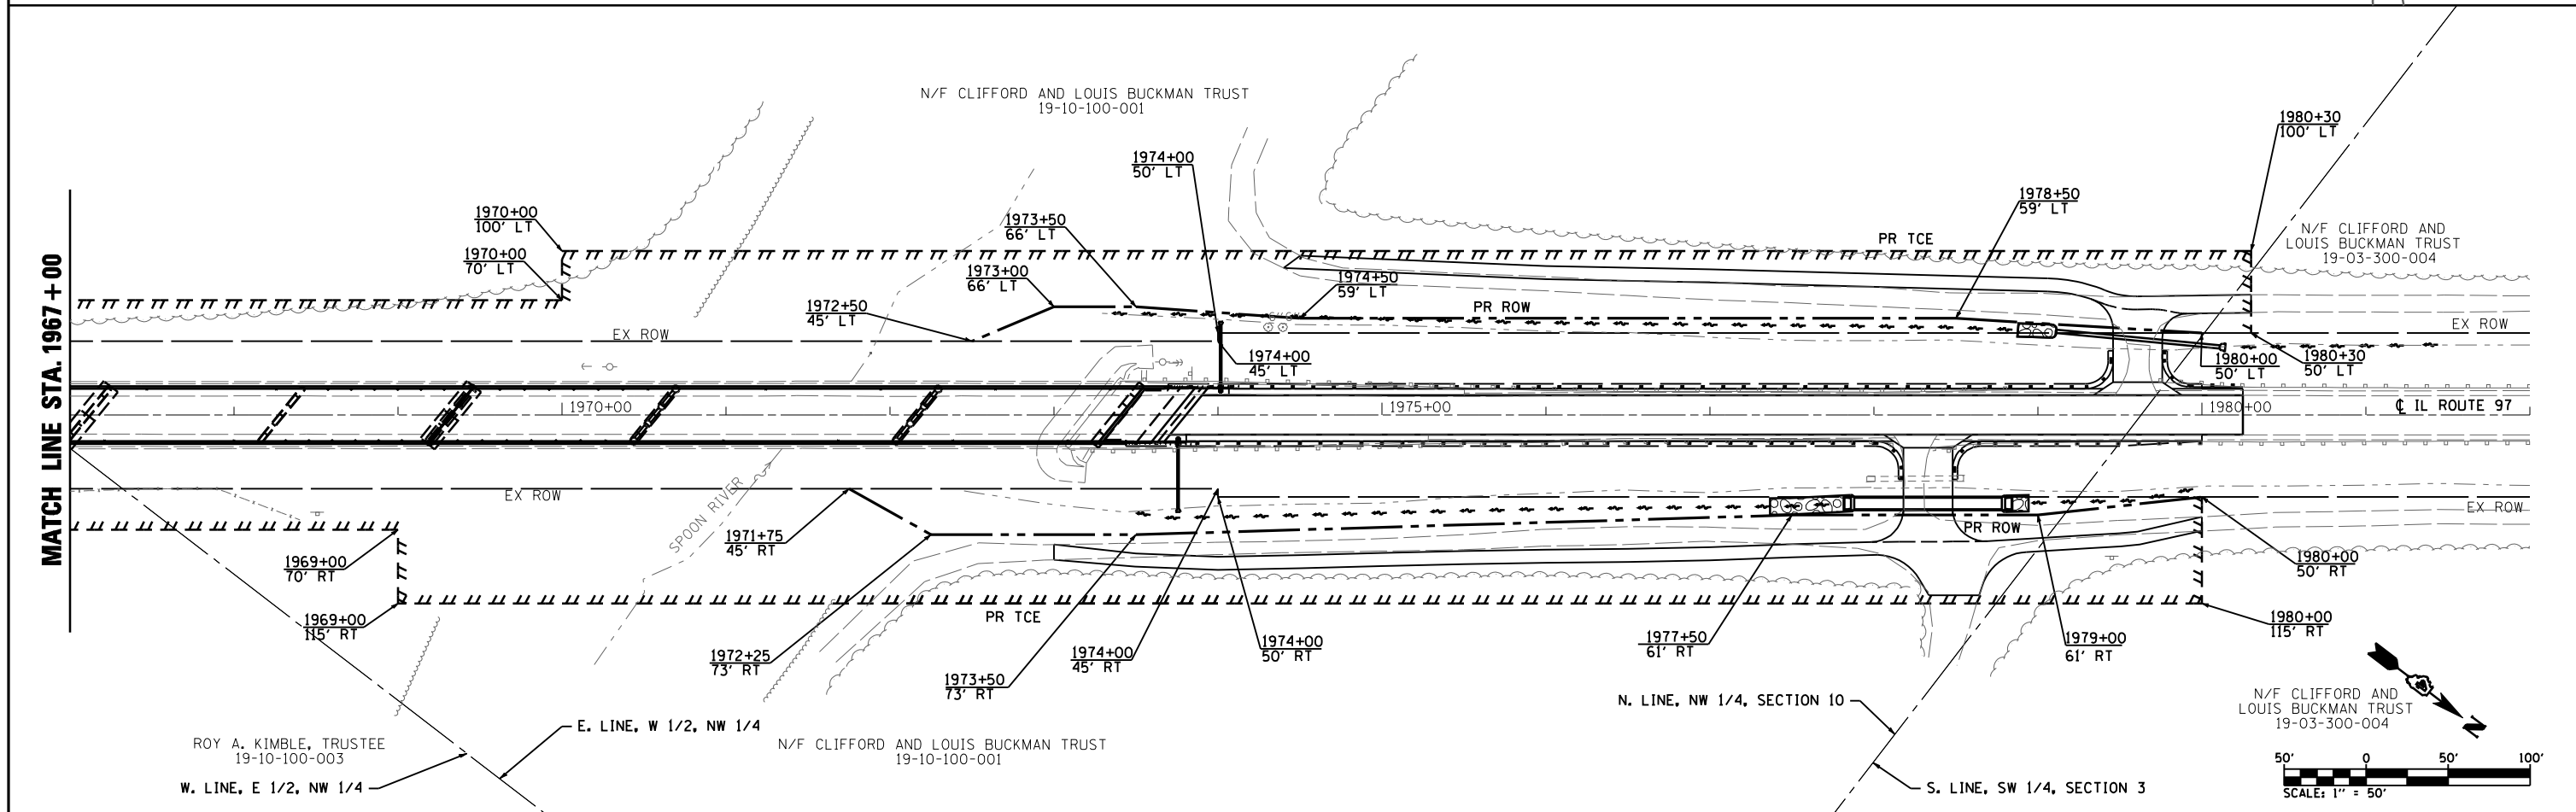 MATCH LINE STA. 1967+00
N/F CLIFFORD AND LOUIS BUCKMAN TRUST
19-10-100-001
1980+30
100' LT
1974+00
50' LT
1978+50
59' LT
1970+00
100' LT
1973+50
66' LT
N/F CLIFFORD AND
LOUIS BUCKMAN TRUST
19-03-300-004
PR TCE
1970+00
70' LT
1973+00
66' LT
1974+50
59' LT
1972+50
45' LT
PR ROW
EX ROW
EX ROW
1974+00
45' LT
1980+00
50' LT
1980+30
50' LT
1970+00
1975+00
1980+00
℄ IL ROUTE 97
EX ROW
SPOON RIVER
EX ROW
PR ROW
1971+75
45' RT
1969+00
70' RT
1980+00
50' RT
1969+00
115' RT
PR TCE
1980+00
115' RT
1972+25
73' RT
1974+00
45' RT
1974+00
50' RT
1977+50
61' RT
1979+00
61' RT
1973+50
73' RT
N. LINE, NW 1/4, SECTION 10
E. LINE, W 1/2, NW 1/4
N/F CLIFFORD AND
LOUIS BUCKMAN TRUST
19-03-300-004
N
ROY A. KIMBLE, TRUSTEE
19-10-100-003
N/F CLIFFORD AND LOUIS BUCKMAN TRUST
19-10-100-001
W. LINE, E 1/2, NW 1/4
S. LINE, SW 1/4, SECTION 3
50' 0 50' 100'
SCALE: 1" = 50'